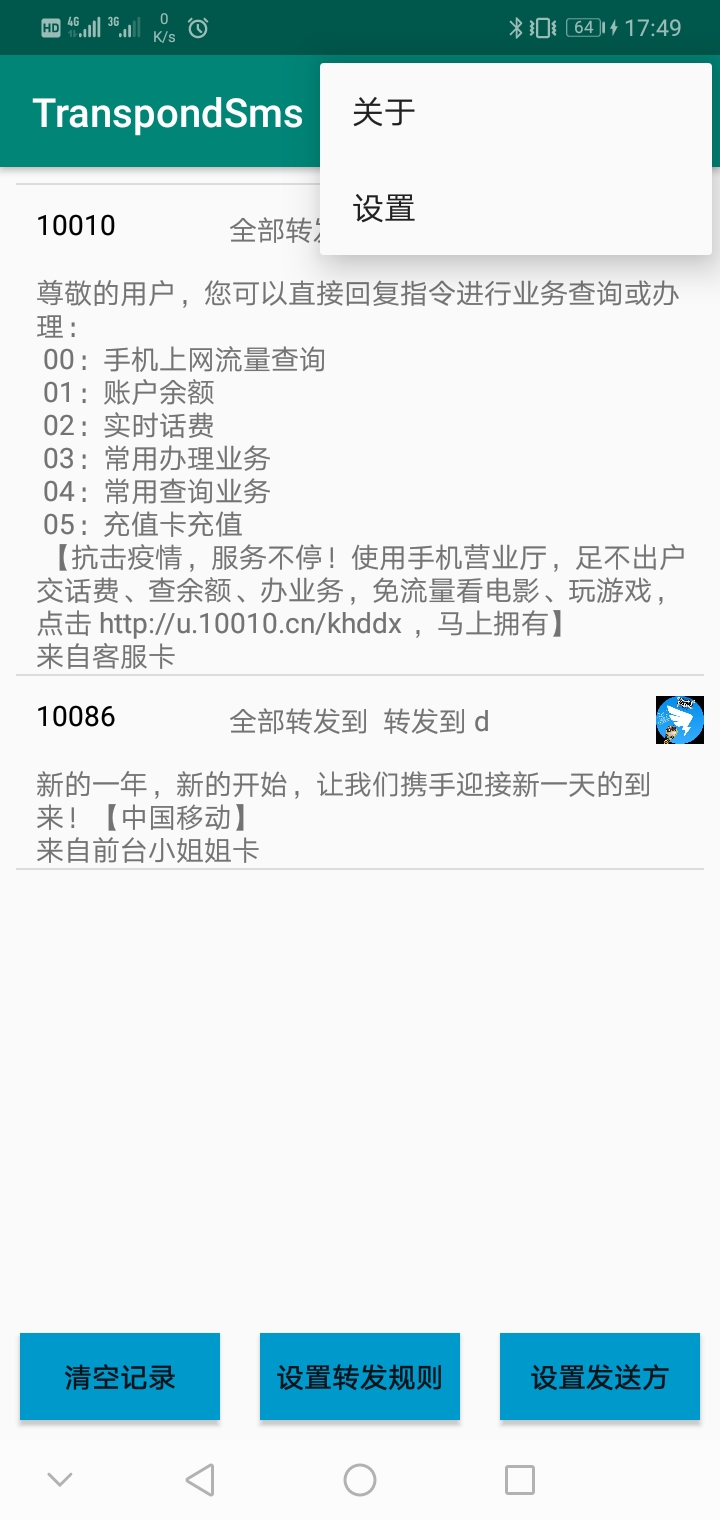 HD 4G 3G 0 K/s 64 17:49
TranspondSms
关于
设置
10010 全部转
尊敬的用户，您可以直接回复指令进行业务查询或办
理：
00：手机上网流量查询
01：账户余额
02：实时话费
03：常用办理业务
04：常用查询业务
05：充值卡充值
【抗击疫情，服务不停！使用手机营业厅，足不出户
交话费、查余额、办业务，免流量看电影、玩游戏，
点击 http://u.10010.cn/khddx ，马上拥有】
来自客服卡
10086 全部转发到 转发到 d
新的一年，新的开始，让我们携手迎接新一天的到
来！【中国移动】
来自前台小姐姐卡
清空记录 设置转发规则 设置发送方